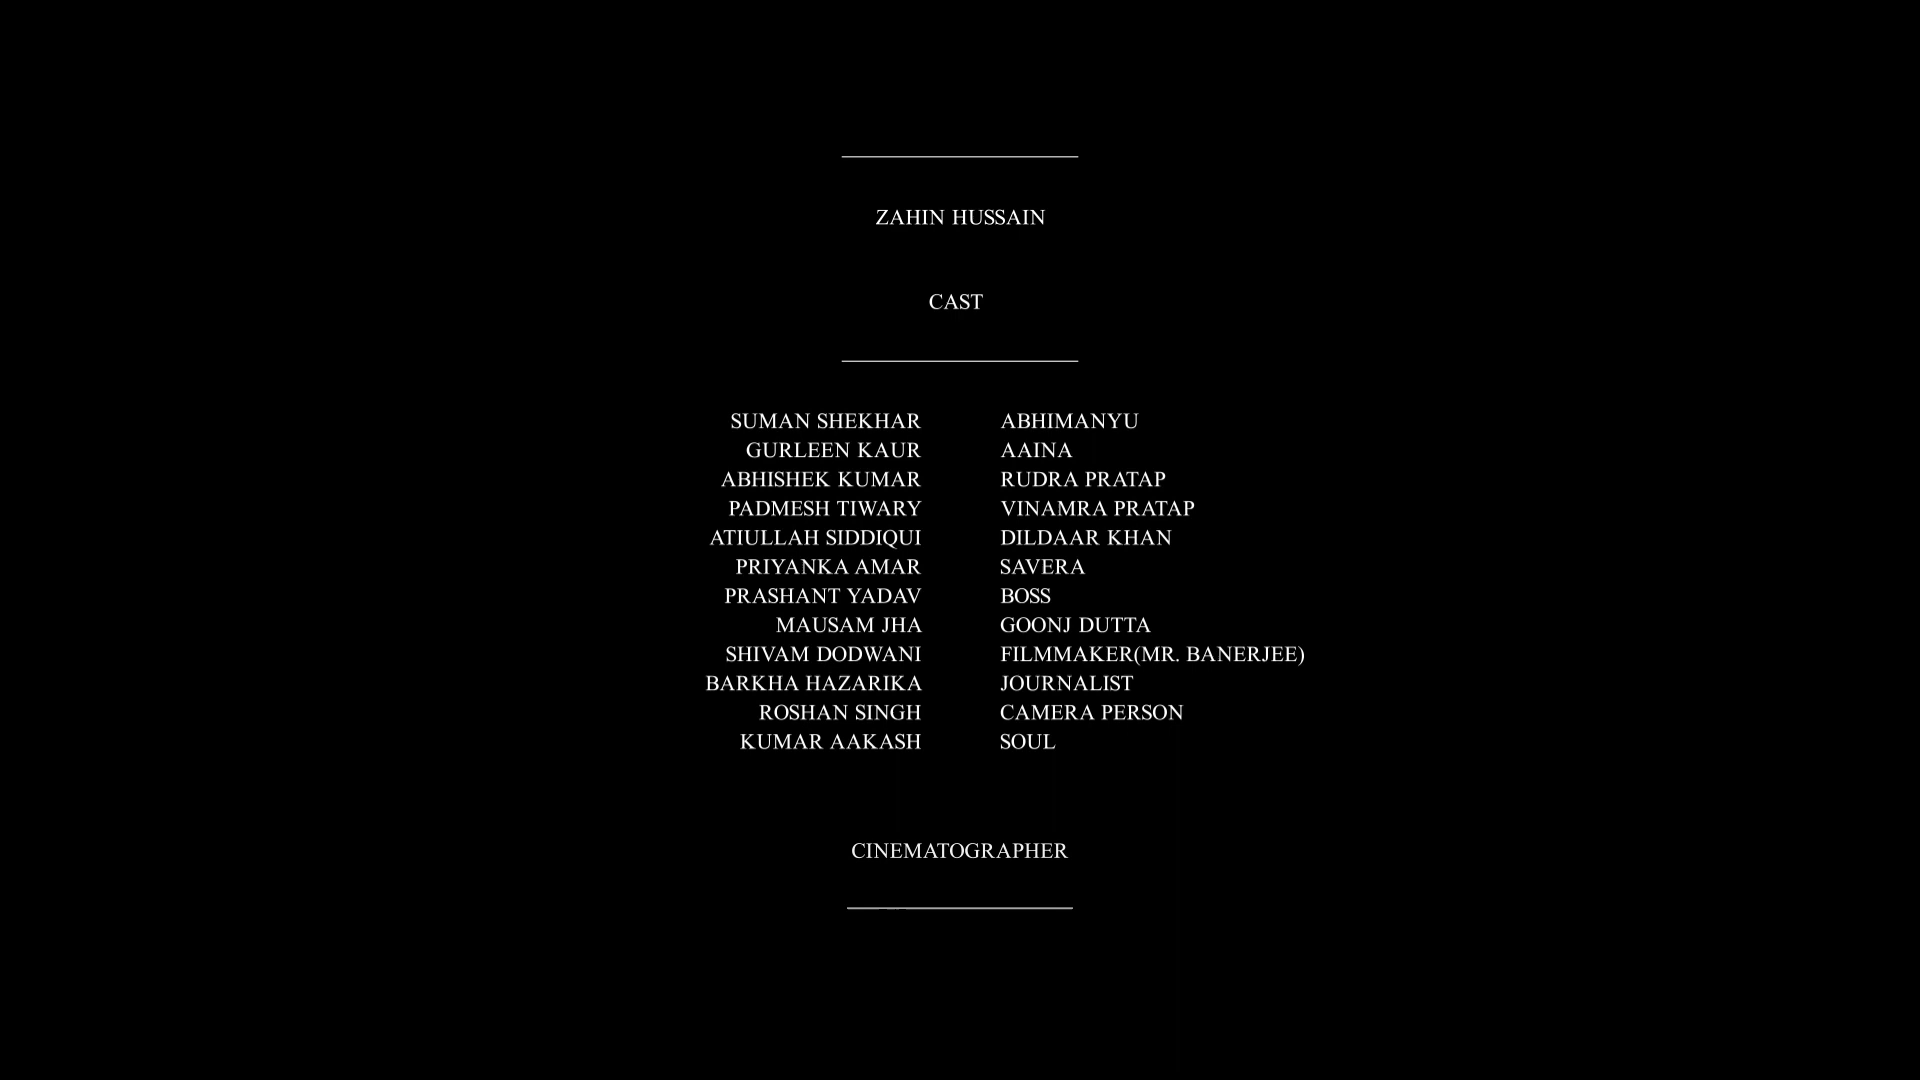 ZAHIN HUSSAIN
CAST
SUMAN SHEKHAR ABHIMANYU
GURLEEN KAUR AAINA
ABHISHEK KUMAR RUDRA PRATAP
PADMESH TIWARY VINAMRA PRATAP
ATIULLAH SIDDIQUI DILDAAR KHAN
PRIYANKA AMAR SAVERA
PRASHANT YADAV BOSS
MAUSAM JHA GOONJ DUTTA
SHIVAM DODWANI FILMMAKER(MR. BANERJEE)
BARKHA HAZARIKA JOURNALIST
ROSHAN SINGH CAMERA PERSON
KUMAR AAKASH SOUL
CINEMATOGRAPHER